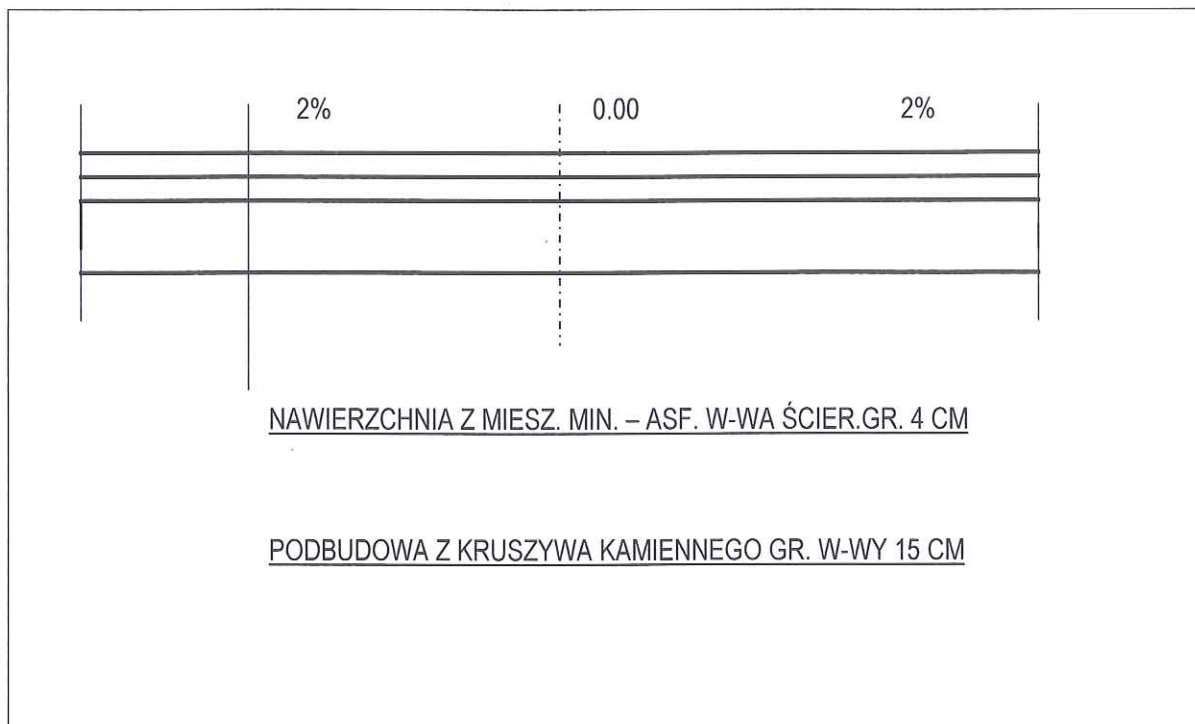 2% 0.00 2%
NAWIERZCHNIA Z MIESZ. MIN. – ASF. W-WA ŚCIER.GR. 4 CM
PODBUDOWA Z KRUSZYWA KAMIENNEGO GR. W-WY 15 CM